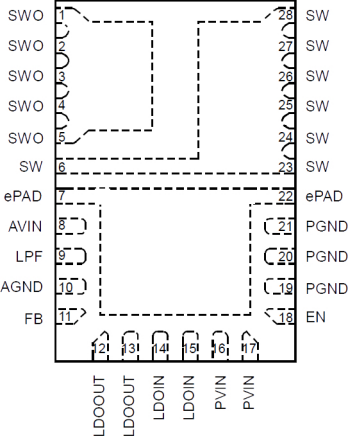 SWO 1 28 SW
SWO 2 27 SW
SWO 3 26 SW
SWO 4 25 SW
SWO 5 24 SW
SW 6 23 SW
ePAD 7 22 ePAD
AVIN 8 21 PGND
LPF 9 20 PGND
AGND 10 19 PGND
FB 11 18 EN
12 13 14 15 16 17
LDOOUT
LDOOUT
LDOIN
LDOIN
PVIN
PVIN